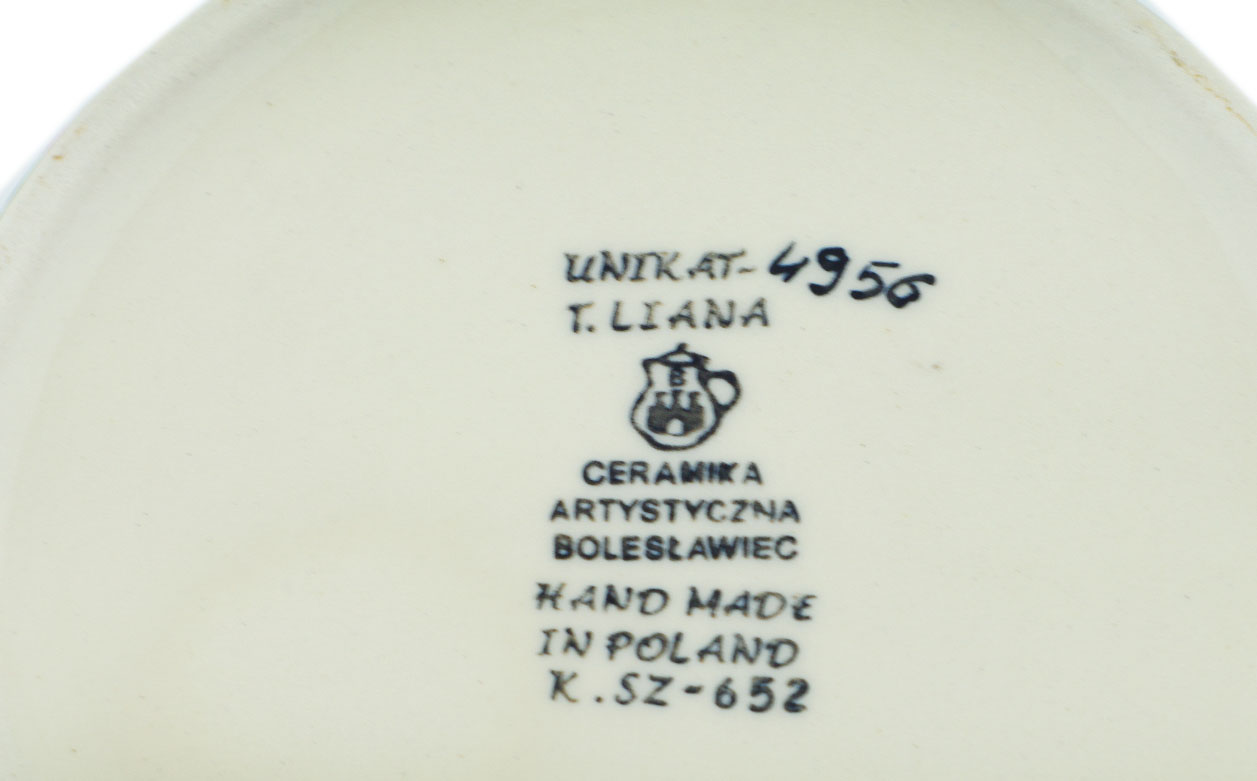 UNIKAT-4956
T. LIANA
B
CERAMIKA
ARTYSTYCZNA
BOLESŁAWIEC
HAND MADE
IN POLAND
K.SZ-652